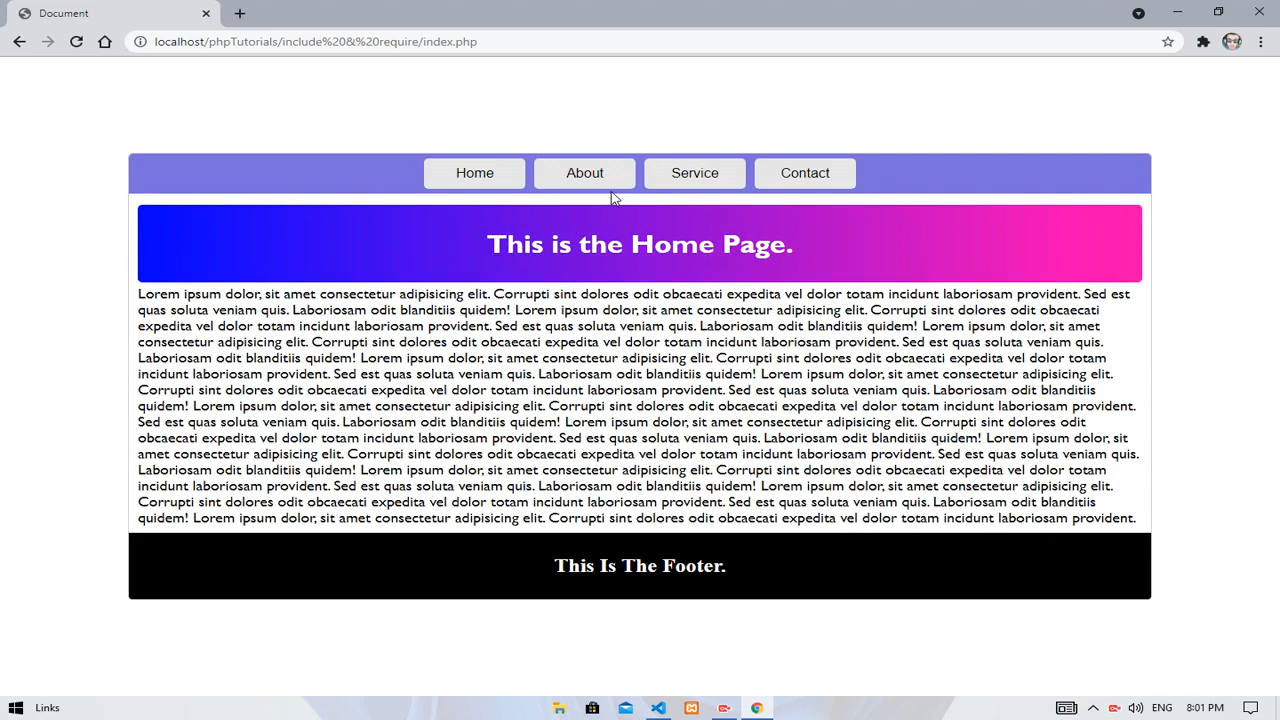 Document
localhost/phpTutorials/include%20&%20require/index.php
Home About Service Contact
This is the Home Page.
Lorem ipsum dolor, sit amet consectetur adipisicing elit. Corrupti sint dolores odit obcaecati expedita vel dolor totam incidunt laboriosam provident. Sed est
quas soluta veniam quis. Laboriosam odit blanditiis quidem! Lorem ipsum dolor, sit amet consectetur adipisicing elit. Corrupti sint dolores odit obcaecati
expedita vel dolor totam incidunt laboriosam provident. Sed est quas soluta veniam quis. Laboriosam odit blanditiis quidem! Lorem ipsum dolor, sit amet
consectetur adipisicing elit. Corrupti sint dolores odit obcaecati expedita vel dolor totam incidunt laboriosam provident. Sed est quas soluta veniam quis.
Laboriosam odit blanditiis quidem! Lorem ipsum dolor, sit amet consectetur adipisicing elit. Corrupti sint dolores odit obcaecati expedita vel dolor totam
incidunt laboriosam provident. Sed est quas soluta veniam quis. Laboriosam odit blanditiis quidem! Lorem ipsum dolor, sit amet consectetur adipisicing elit.
Corrupti sint dolores odit obcaecati expedita vel dolor totam incidunt laboriosam provident. Sed est quas soluta veniam quis. Laboriosam odit blanditiis
quidem! Lorem ipsum dolor, sit amet consectetur adipisicing elit. Corrupti sint dolores odit obcaecati expedita vel dolor totam incidunt laboriosam provident.
Sed est quas soluta veniam quis. Laboriosam odit blanditiis quidem! Lorem ipsum dolor, sit amet consectetur adipisicing elit. Corrupti sint dolores odit
obcaecati expedita vel dolor totam incidunt laboriosam provident. Sed est quas soluta veniam quis. Laboriosam odit blanditiis quidem! Lorem ipsum dolor, sit
amet consectetur adipisicing elit. Corrupti sint dolores odit obcaecati expedita vel dolor totam incidunt laboriosam provident. Sed est quas soluta veniam quis.
Laboriosam odit blanditiis quidem! Lorem ipsum dolor, sit amet consectetur adipisicing elit. Corrupti sint dolores odit obcaecati expedita vel dolor totam
incidunt laboriosam provident. Sed est quas soluta veniam quis. Laboriosam odit blanditiis quidem! Lorem ipsum dolor, sit amet consectetur adipisicing elit.
Corrupti sint dolores odit obcaecati expedita vel dolor totam incidunt laboriosam provident. Sed est quas soluta veniam quis. Laboriosam odit blanditiis
quidem! Lorem ipsum dolor, sit amet consectetur adipisicing elit. Corrupti sint dolores odit obcaecati expedita vel dolor totam incidunt laboriosam provident.
This Is The Footer.
Links ENG 8:01 PM